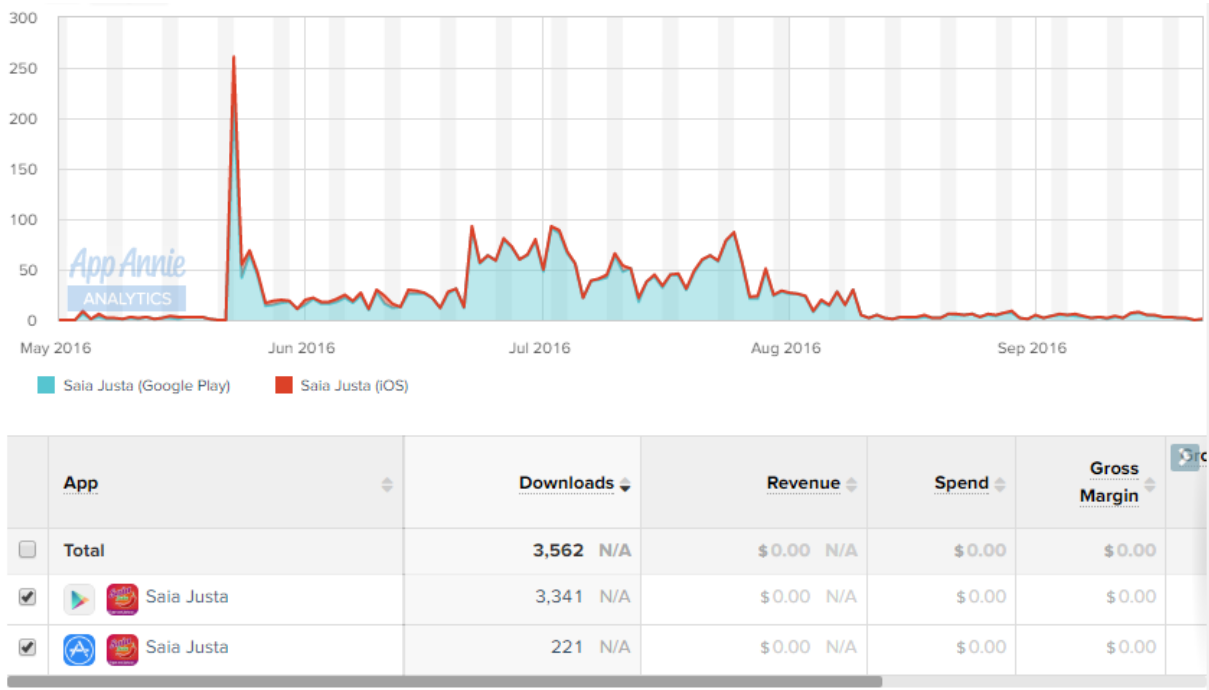 300
250
200
150
100
50
0
App Annie
ANALYTICS
May 2016 Jun 2016 Jul 2016 Aug 2016 Sep 2016
Saia Justa (Google Play) Saia Justa (iOS)
App Downloads Revenue Spend Gross Margin
Total 3,562 N/A $0.00 N/A $0.00 $0.00
Saia Justa 3,341 N/A $0.00 N/A $0.00 $0.00
Saia Justa 221 N/A $0.00 N/A $0.00 $0.00